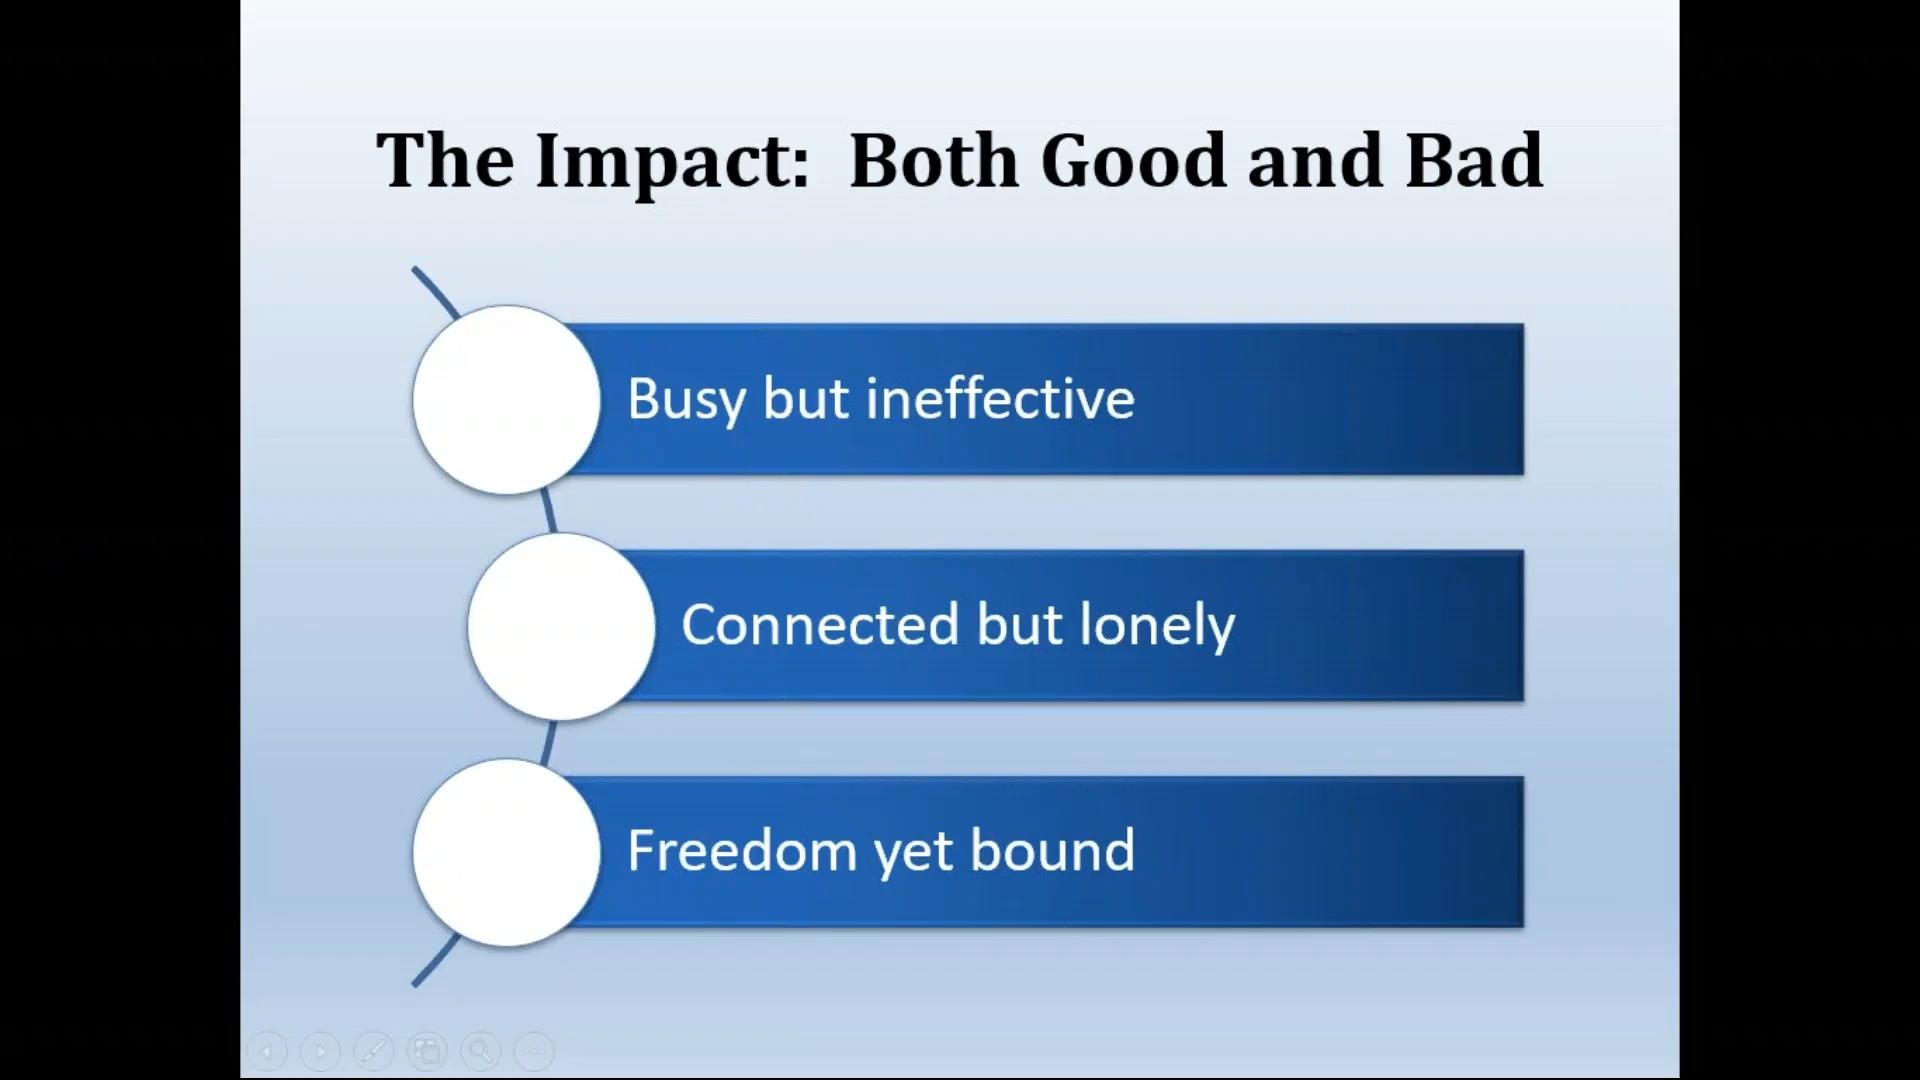 The Impact:  Both Good and Bad
Busy but ineffective
Connected but lonely
Freedom yet bound